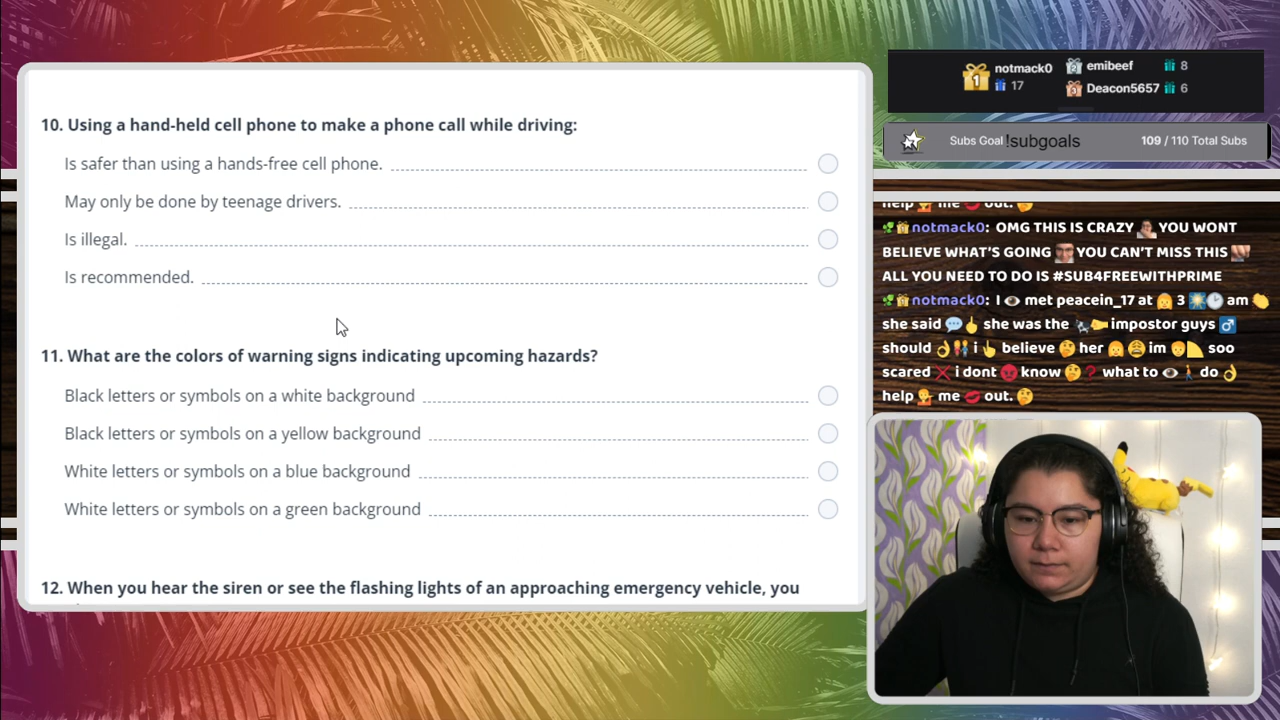 10. Using a hand-held cell phone to make a phone call while driving:
Is safer than using a hands-free cell phone.
May only be done by teenage drivers.
Is illegal.
Is recommended.
11. What are the colors of warning signs indicating upcoming hazards?
Black letters or symbols on a white background
Black letters or symbols on a yellow background
White letters or symbols on a blue background
White letters or symbols on a green background
12. When you hear the siren or see the flashing lights of an approaching emergency vehicle, you
1 notmack0 17
2 emibeef 8
3 Deacon5657 6
Subs Goal !subgoals 109 / 110 Total Subs
help 💁 me 💋 out. 🤔
notmack0: OMG THIS IS CRAZY YOU WONT
BELIEVE WHAT'S GOING YOU CAN'T MISS THIS
ALL YOU NEED TO DO IS #SUB4FREEWITHPRIME
notmack0: I 👁 met peacein_17 at 3 am
she said she was the impostor guys
should i believe her im soo
scared i dont know what to do
help me out.